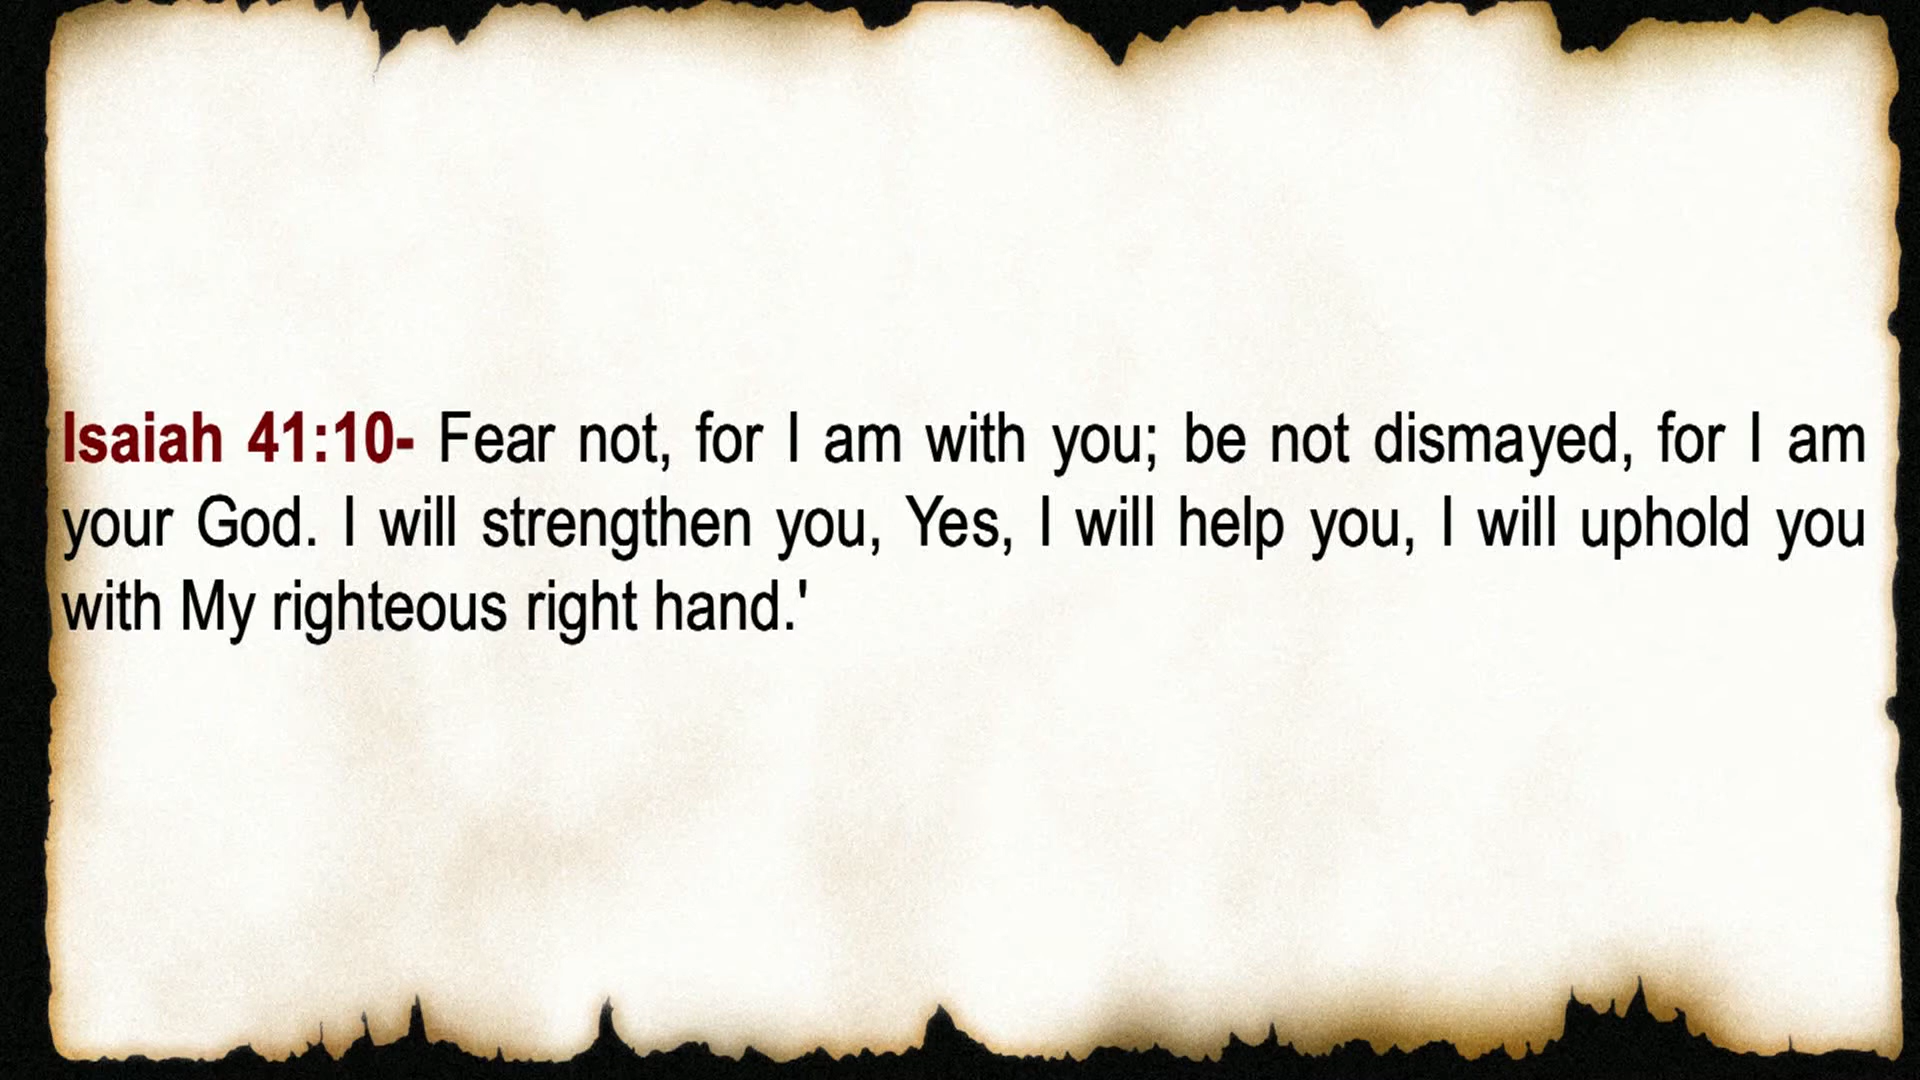 Isaiah 41:10- Fear not, for I am with you; be not dismayed, for I am
your God. I will strengthen you, Yes, I will help you, I will uphold you
with My righteous right hand.'